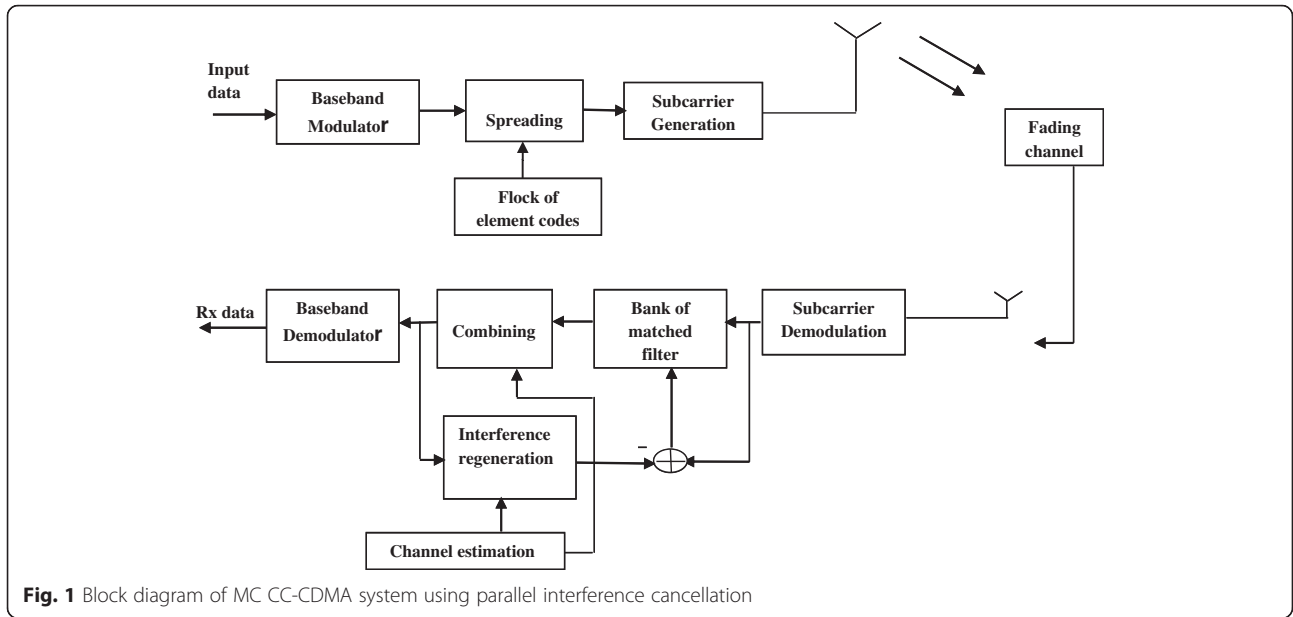 Input
data
Baseband
Modulator
Spreading
Subcarrier
Generation
Fading
channel
Flock of
element codes
Rx data
Baseband
Demodulator
Combining
Bank of
matched
filter
Subcarrier
Demodulation
Interference
regeneration
–
Channel estimation
Fig. 1 Block diagram of MC CC-CDMA system using parallel interference cancellation